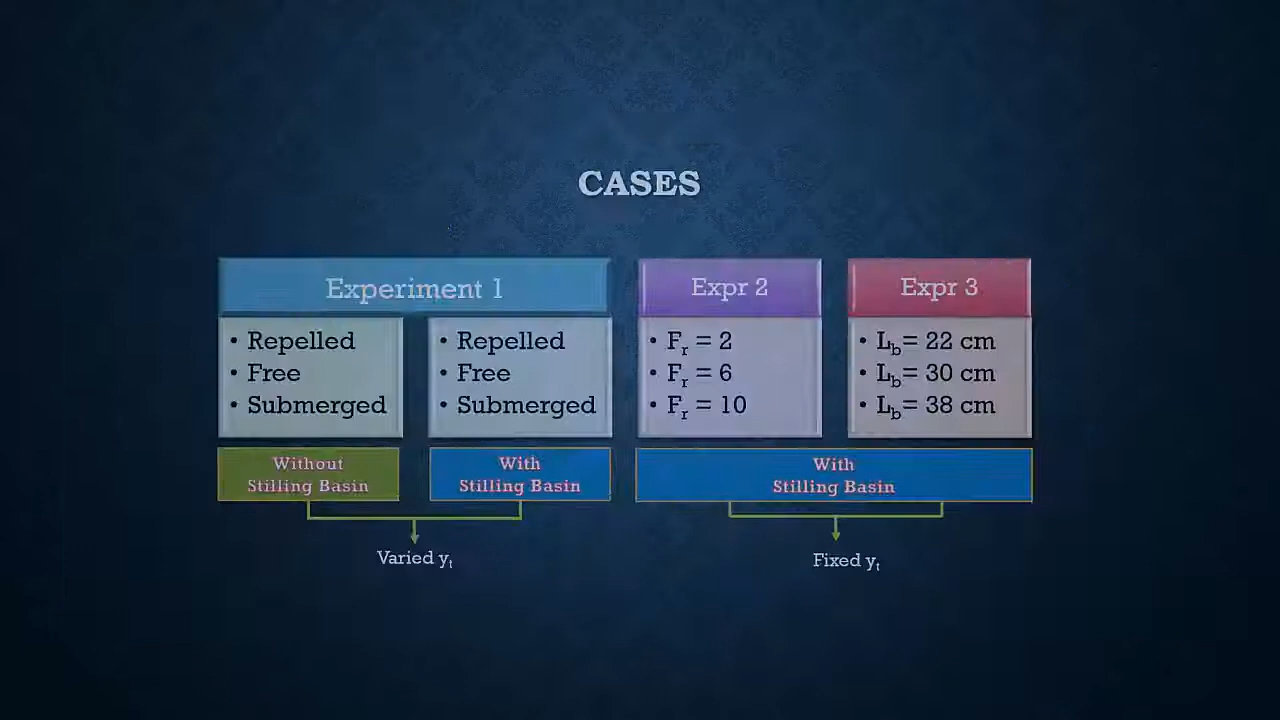 CASES
Experiment 1
• Repelled
• Free
• Submerged
Without
Stilling Basin
• Repelled
• Free
• Submerged
With
Stilling Basin
Varied yt
Expr 2
• Fr = 2
• Fr = 6
• Fr = 10
Expr 3
• Lb= 22 cm
• Lb= 30 cm
• Lb= 38 cm
With
Stilling Basin
Fixed yt